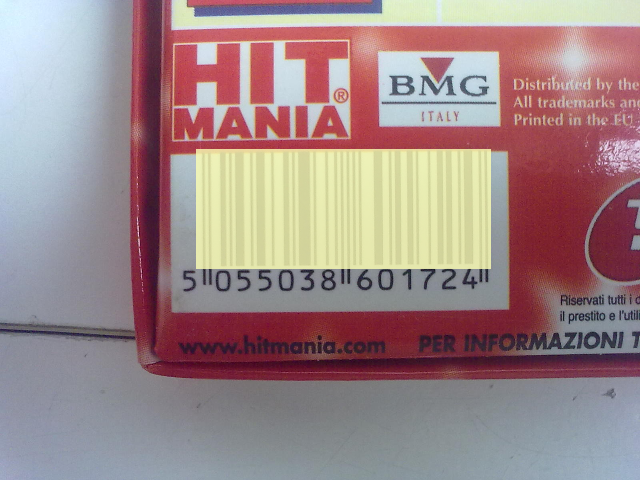 HIT
MANIA®
BMG
ITALY
Distributed by the
All trademarks and
Printed in the EU
5 055038 601724
Riservati tutti i d
il prestito e l'utili
www.hitmania.com PER INFORMAZIONI T